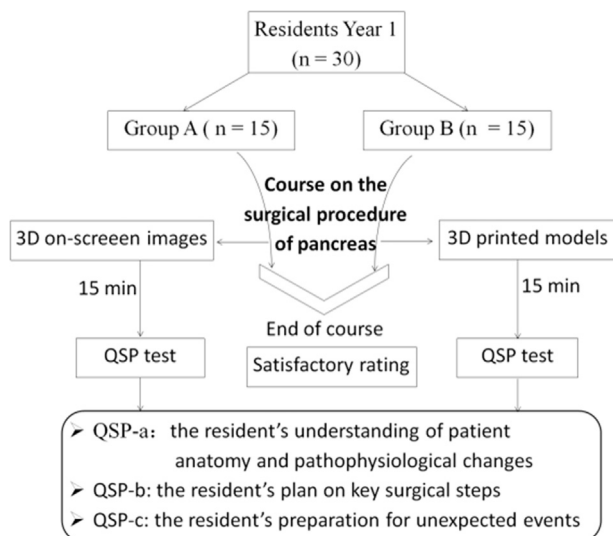 Residents Year 1
(n = 30)
Group A ( n = 15)
Group B (n = 15)
Course on the
surgical procedure
of pancreas
3D on-screeen images
3D printed models
15 min
15 min
End of course
QSP test
Satisfactory rating
QSP test
➢ QSP-a: the resident’s understanding of patient
anatomy and pathophysiological changes
➢ QSP-b: the resident’s plan on key surgical steps
➢ QSP-c: the resident’s preparation for unexpected events